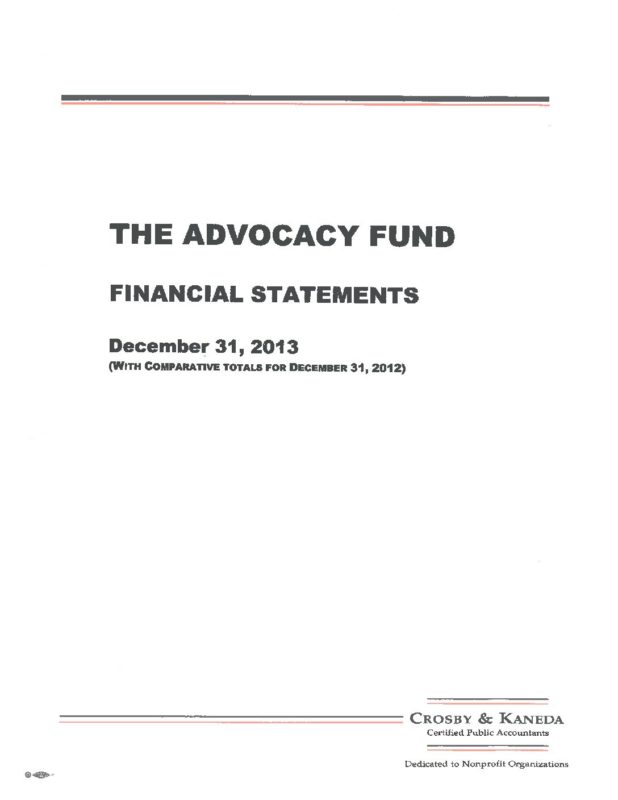 THE ADVOCACY FUND
FINANCIAL STATEMENTS
December 31, 2013
(WITH COMPARATIVE TOTALS FOR DECEMBER 31, 2012)
CROSBY & KANEDA
Certified Public Accountants
Dedicated to Nonprofit Organizations